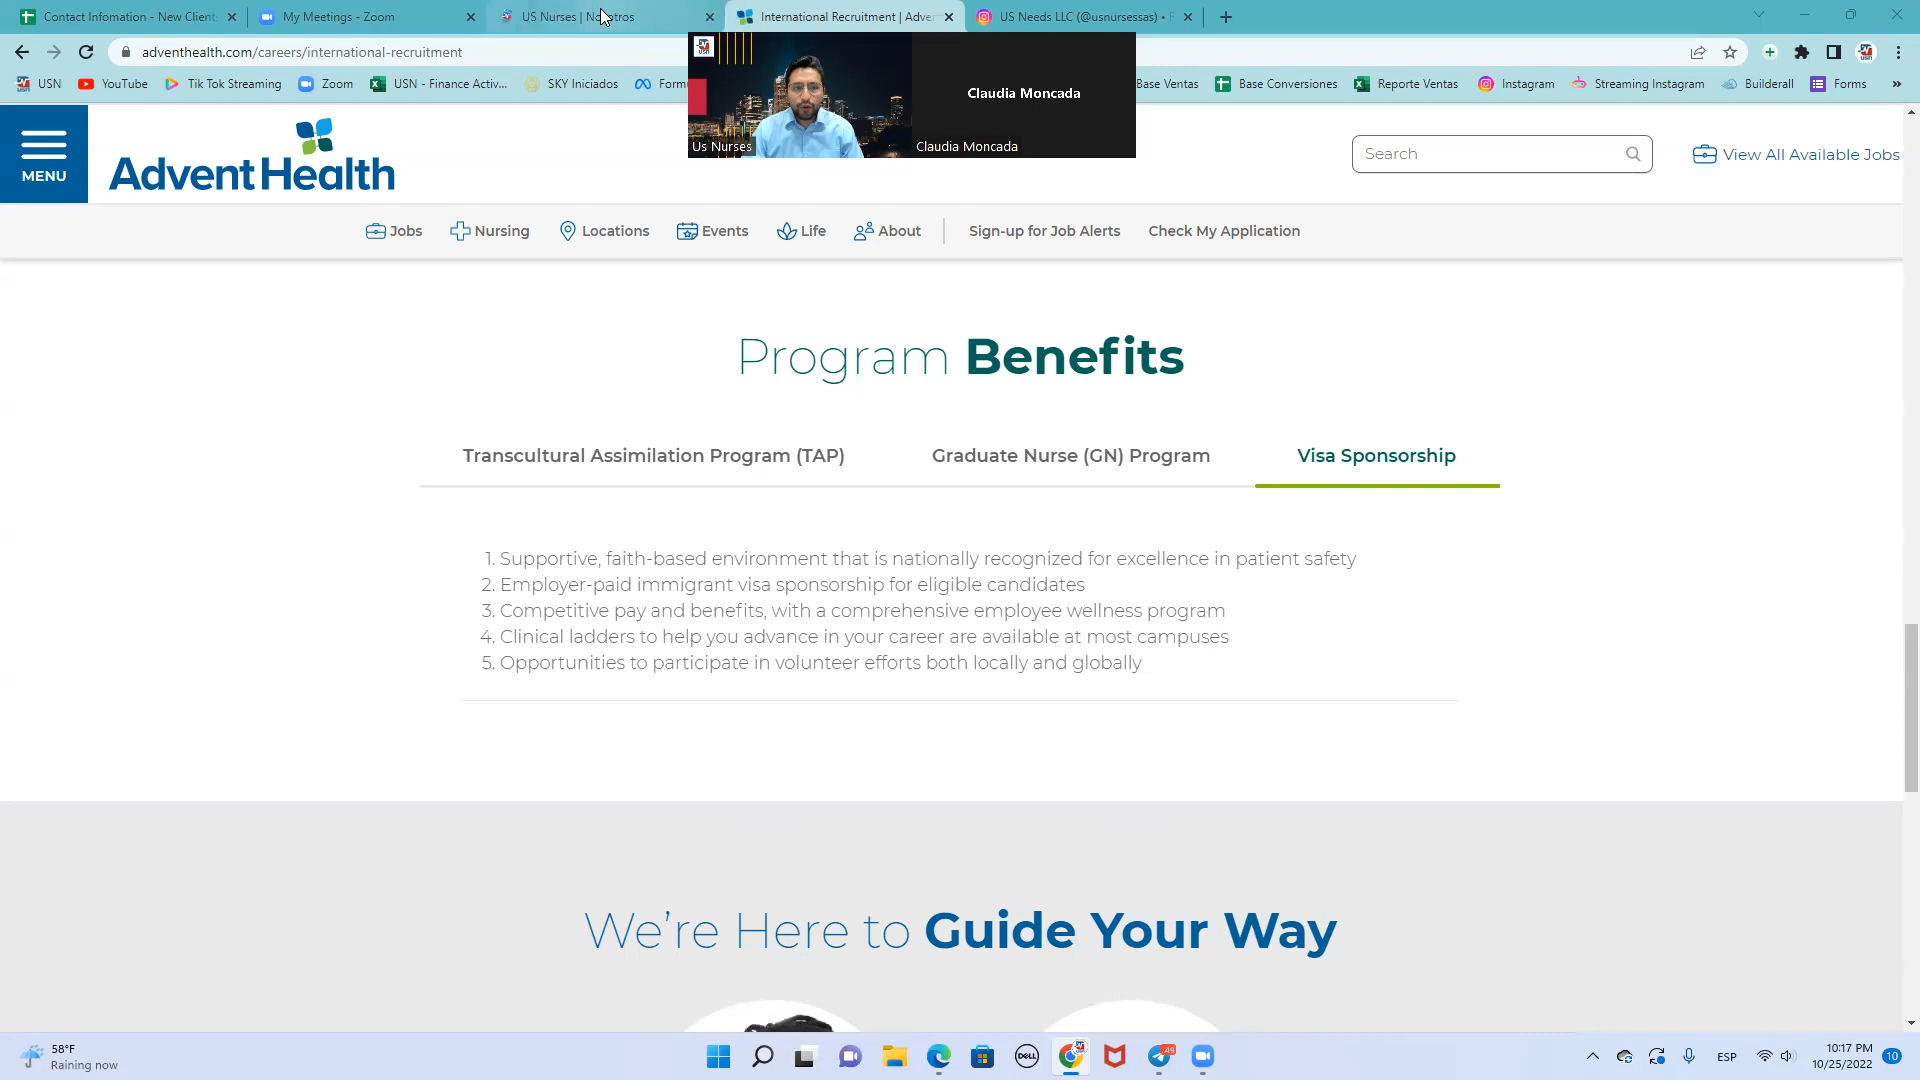 Contact Infomation - New Client
My Meetings - Zoom
US Nurses | No
tros
International Recruitment | Adve
US Needs LLC (@usnursessas) •
adventhealth.com/careers/international-recruitment
USN
YouTube
Tik Tok Streaming
Zoom
USN - Finance Activ...
SKY Iniciados
Form
Base Ventas
Base Conversiones
Reporte Ventas
Instagram
Streaming Instagram
Builderall
Forms
»
Us Nurses
Claudia Moncada
Claudia Moncada
MENU
AdventHealth
Search
View All Available Jobs
Jobs
Nursing
Locations
Events
Life
About
Sign-up for Job Alerts
Check My Application
Program Benefits
Transcultural Assimilation Program (TAP)
Graduate Nurse (GN) Program
Visa Sponsorship
1. Supportive, faith-based environment that is nationally recognized for excellence in patient safety
2. Employer-paid immigrant visa sponsorship for eligible candidates
3. Competitive pay and benefits, with a comprehensive employee wellness program
4. Clinical ladders to help you advance in your career are available at most campuses
5. Opportunities to participate in volunteer efforts both locally and globally
We're Here to Guide Your Way
58°F
Raining now
DELL
49
ESP
10:17 PM
10/25/2022
10